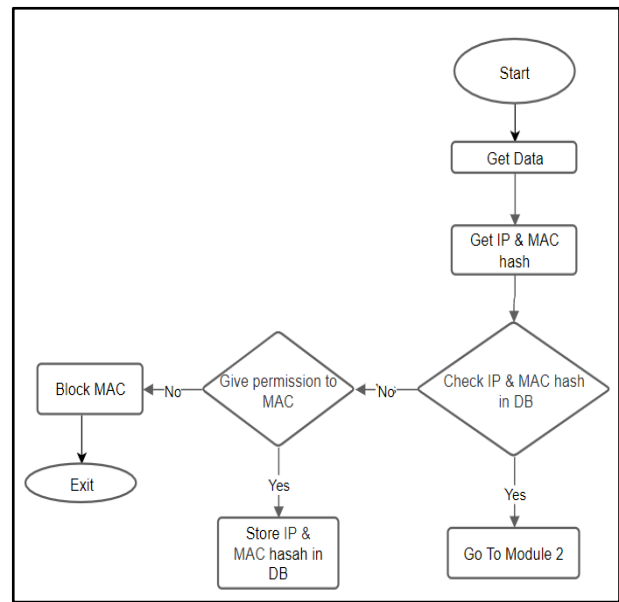 Start
Get Data
Get IP & MAC
hash
Check IP & MAC hash
in DB
No
Give permission to
MAC
No
Block MAC
Exit
Yes
Store IP &
MAC hasah in
DB
Yes
Go To Module 2